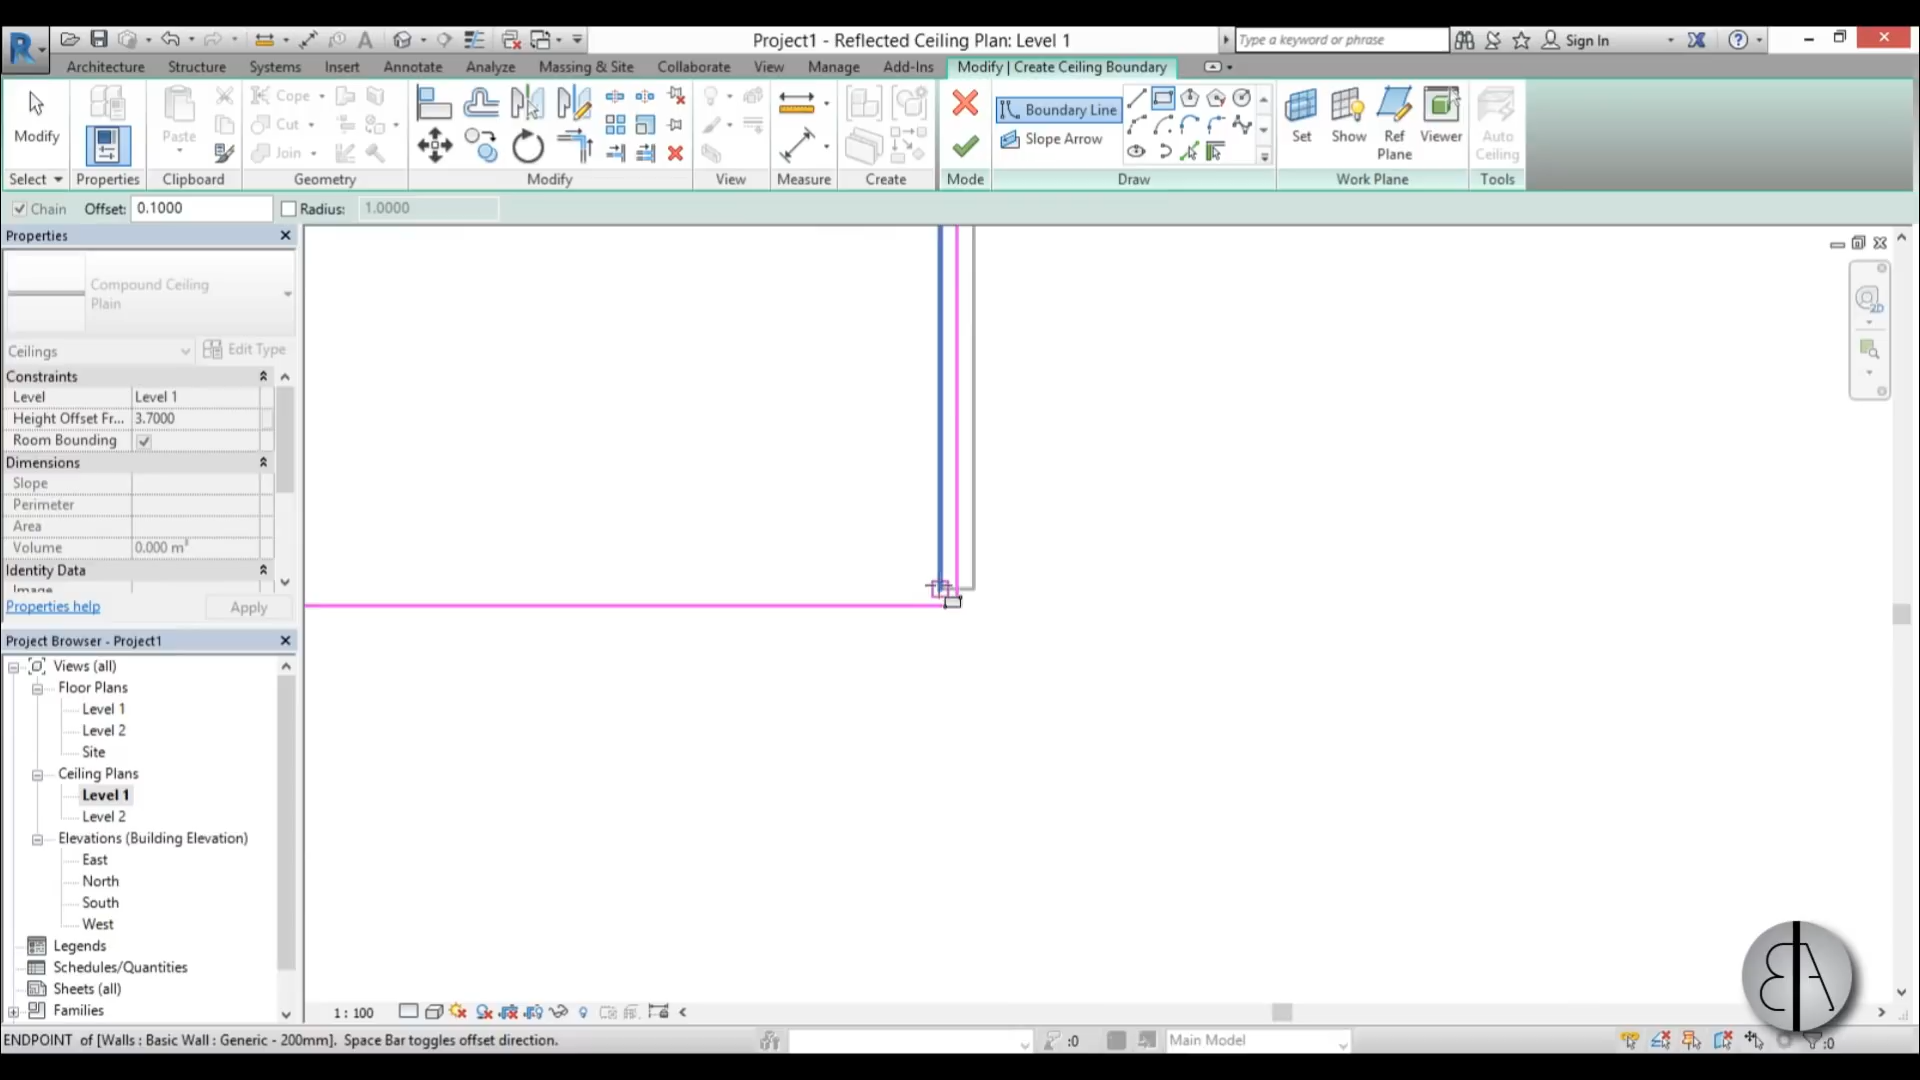 Project1 - Reflected Ceiling Plan: Level 1
Type a keyword or phrase
Sign In
Architecture Structure Systems Insert Annotate Analyze Massing & Site Collaborate View Manage Add-Ins Modify | Create Ceiling Boundary
Modify
Paste
Cope
Cut
Join
Boundary Line
Slope Arrow
Set
Show
Ref Plane
Viewer
Auto Ceiling
Select Properties Clipboard Geometry Modify View Measure Create Mode Draw Work Plane Tools
Chain Offset: 0.1000 Radius: 1.0000
Properties
Compound Ceiling
Plain
Ceilings Edit Type
Constraints
Level Level 1
Height Offset Fr... 3.7000
Room Bounding
Dimensions
Slope
Perimeter
Area
Volume 0.000 m³
Identity Data
Image
Properties help Apply
Project Browser - Project1
Views (all)
Floor Plans
Level 1
Level 2
Site
Ceiling Plans
Level 1
Level 2
Elevations (Building Elevation)
East
North
South
West
Legends
Schedules/Quantities
Sheets (all)
Families
2D
1 : 100
ENDPOINT of [Walls : Basic Wall : Generic - 200mm]. Space Bar toggles offset direction.
:0
Main Model
:0